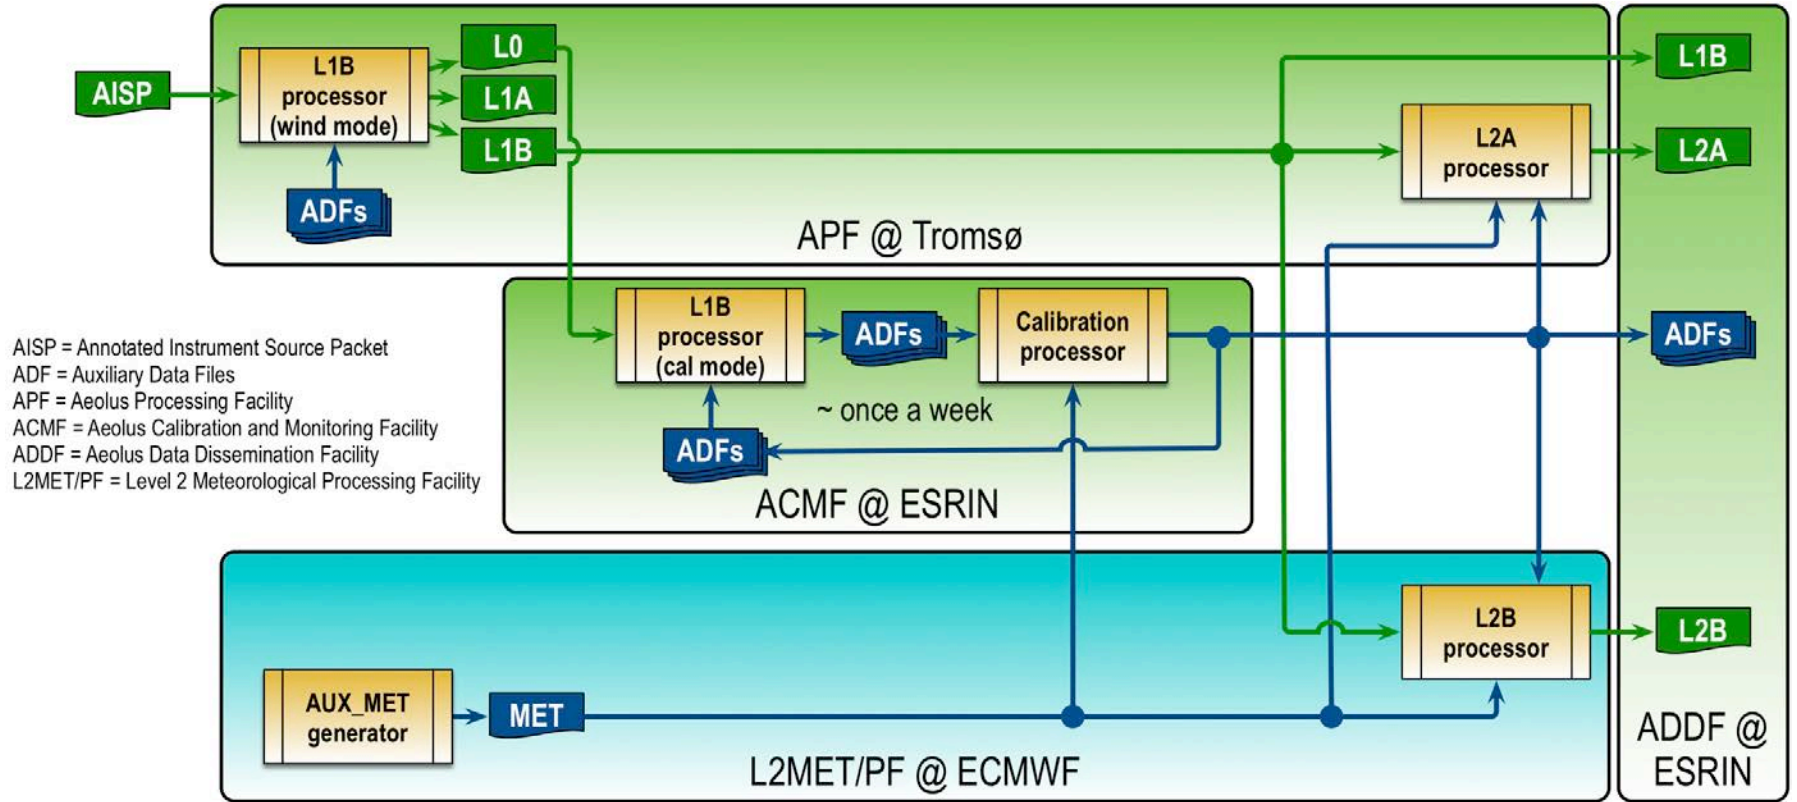 AISP
L1B
processor
(wind mode)
L0
L1A
L1B
ADFs
L2A
processor
APF @ Tromsø
L1B
L2A
L1B
processor
(cal mode)
ADFs
Calibration
processor
ADFs
~ once a week
ADFs
ACMF @ ESRIN
AISP = Annotated Instrument Source Packet
ADF = Auxiliary Data Files
APF = Aeolus Processing Facility
ACMF = Aeolus Calibration and Monitoring Facility
ADDF = Aeolus Data Dissemination Facility
L2MET/PF = Level 2 Meteorological Processing Facility
L2B
processor
L2B
AUX_MET
generator
MET
L2MET/PF @ ECMWF
ADDF @
ESRIN